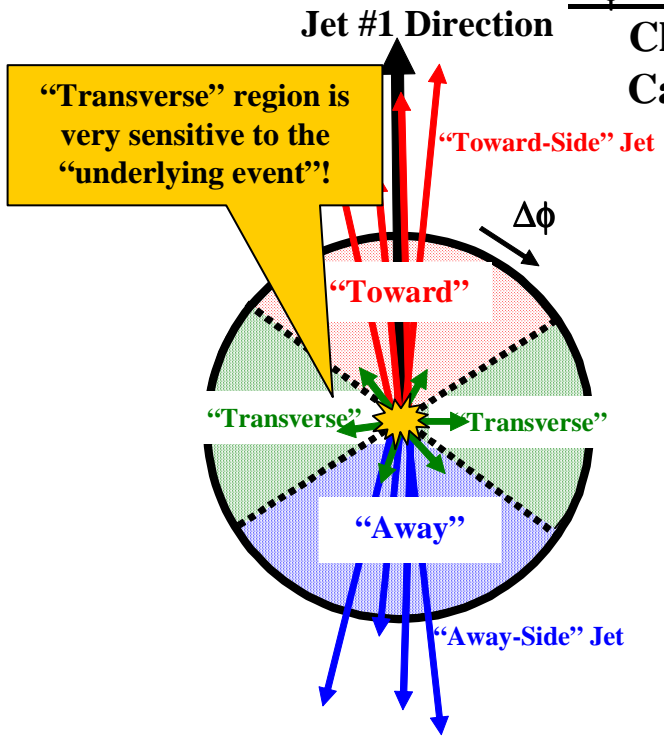 Jet #1 Direction
“Transverse” region is
very sensitive to the
“underlying event”!
“Toward-Side” Jet
Δϕ
“Toward”
“Transverse”
“Transverse”
“Away”
“Away-Side” Jet